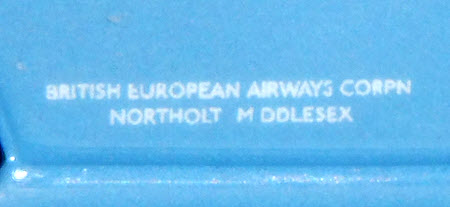 BRITISH EUROPEAN AIRWAYS CORPN
NORTHOLT M DDLESEX